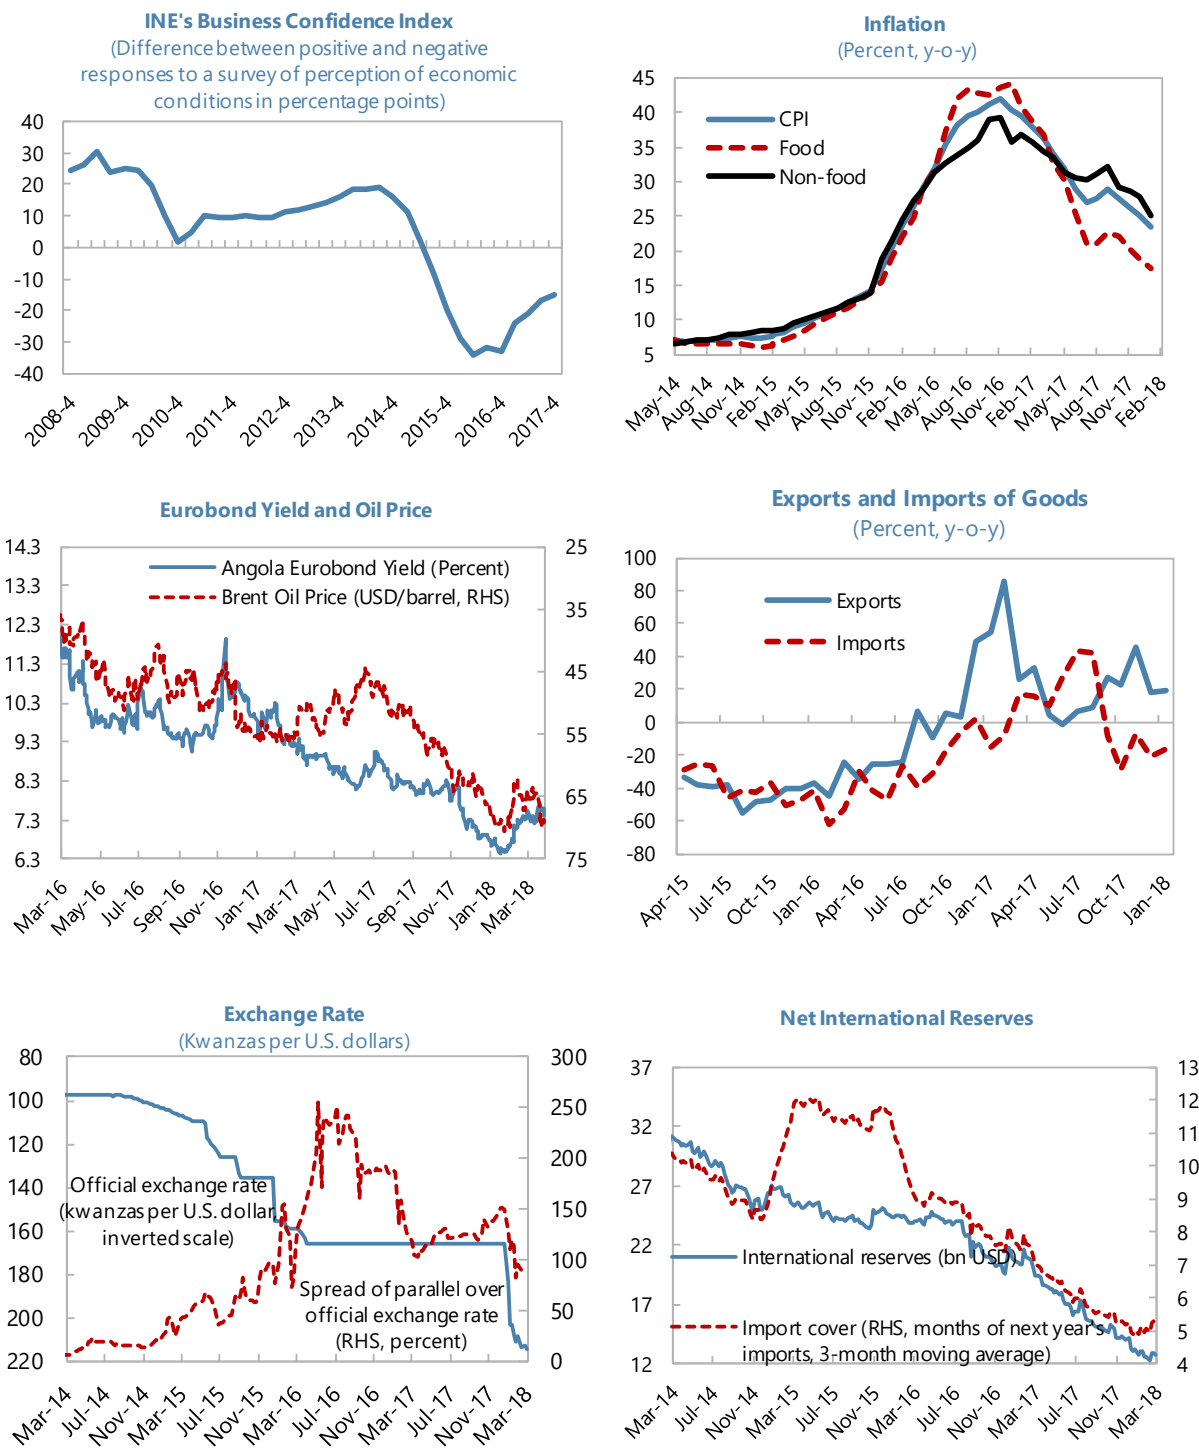 INE's Business Confidence Index
(Difference between positive and negative
responses to a survey of perception of economic
conditions in percentage points)
40
30
20
10
0
-10
-20
-30
-40
2008-4
2009-4
2010-4
2011-4
2012-4
2013-4
2014-4
2015-4
2016-4
2017-4
Inflation
(Percent, y-o-y)
45
40
35
30
25
20
15
10
5
CPI
Food
Non-food
May-14
Aug-14
Nov-14
Feb-15
May-15
Aug-15
Nov-15
Feb-16
May-16
Aug-16
Nov-16
Feb-17
May-17
Aug-17
Nov-17
Feb-18
Eurobond Yield and Oil Price
14.3
13.3
12.3
11.3
10.3
9.3
8.3
7.3
6.3
25
35
45
55
65
75
Angola Eurobond Yield (Percent)
Brent Oil Price (USD/barrel, RHS)
Mar-16
May-16
Jul-16
Sep-16
Nov-16
Jan-17
Mar-17
May-17
Jul-17
Sep-17
Nov-17
Jan-18
Mar-18
Exports and Imports of Goods
(Percent, y-o-y)
100
80
60
40
20
0
-20
-40
-60
-80
Exports
Imports
Apr-15
Jul-15
Oct-15
Jan-16
Apr-16
Jul-16
Oct-16
Jan-17
Apr-17
Jul-17
Oct-17
Jan-18
Exchange Rate
(Kwanzas per U.S. dollars)
80
100
120
140
160
180
200
220
300
250
200
150
100
50
0
Official exchange rate
(kwanzas per U.S. dollar,
inverted scale)
Spread of parallel over
official exchange rate
(RHS, percent)
Mar-14
Jul-14
Nov-14
Mar-15
Jul-15
Nov-15
Mar-16
Jul-16
Nov-16
Mar-17
Jul-17
Nov-17
Mar-18
Net International Reserves
37
32
27
22
17
12
13
12
11
10
9
8
7
6
5
4
International reserves (bn USD)
Import cover (RHS, months of next year's
imports, 3-month moving average)
Mar-14
Jul-14
Nov-14
Mar-15
Jul-15
Nov-15
Mar-16
Jul-16
Nov-16
Mar-17
Jul-17
Nov-17
Mar-18